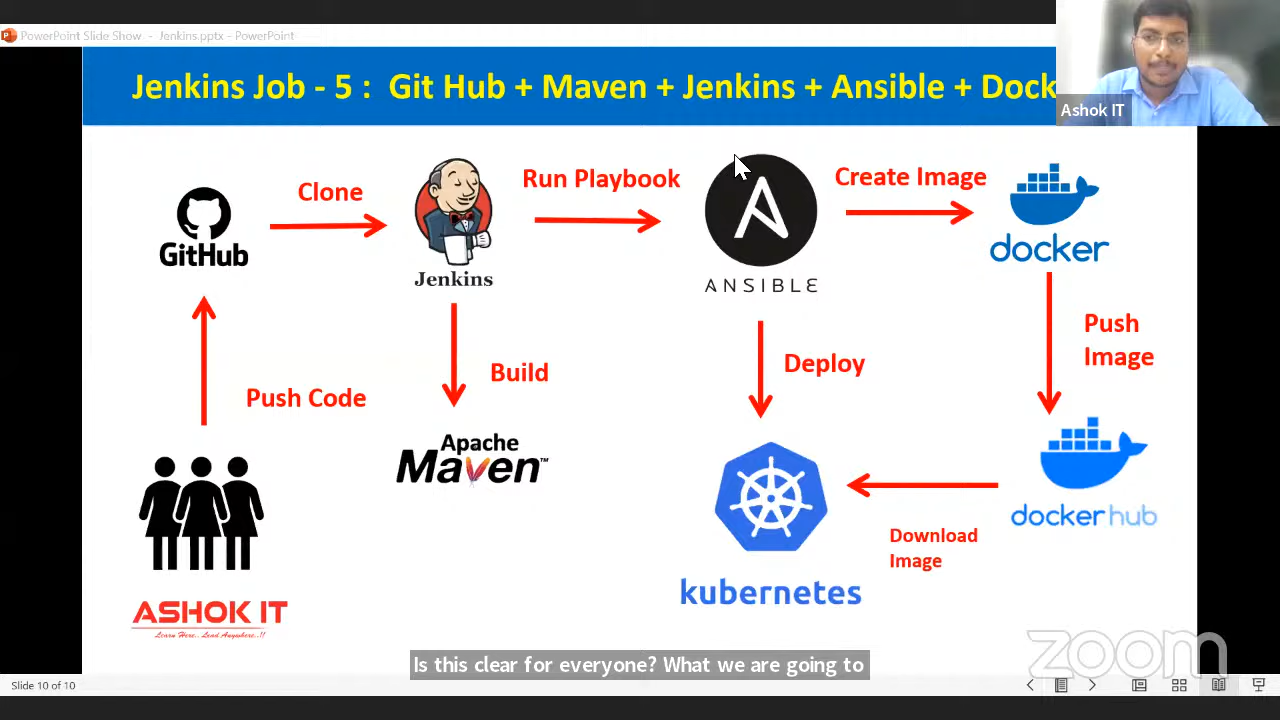 PowerPoint Slide Show - Jenkins.pptx - PowerPoint
Jenkins Job - 5 : Git Hub + Maven + Jenkins + Ansible + Dock
Ashok IT
Clone
Run Playbook
Create Image
GitHub
Jenkins
ANSIBLE
docker
Push Code
Build
Deploy
Push
Image
Apache
Maven™
docker hub
Download
Image
kubernetes
ASHOK IT
Learn Here.. Lead Anywhere..!!
Is this clear for everyone? What we are going to
zoom
Slide 10 of 10